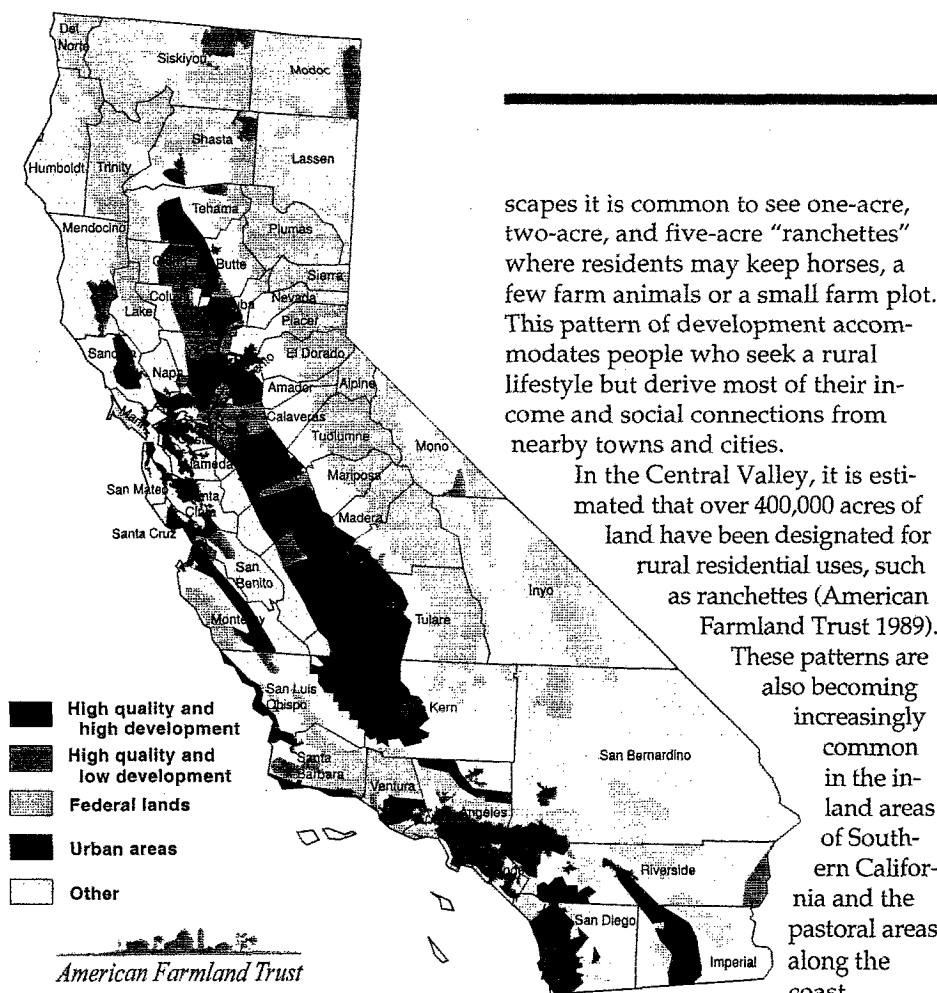 Del
Norte
Siskiyou
Modoc
Shasta
Humboldt
Trinity
Lassen
Tehama
Mendocino
Plumas
Butte
Sierra
Lake
Nevada
Placer
Napa
El Dorado
Amador
Alpine
Calaveras
Tuolumne
Mono
Alameda
San Mateo
Mariposa
Santa Cruz
Madera
San
Benito
Inyo
Monterey
Tulare
San Luis
Obispo
Kern
Santa
Barbara
San Bernardino
Ventura
Riverside
San Diego
Imperial
High quality and
high development
High quality and
low development
Federal lands
Urban areas
Other
American Farmland Trust
scapes it is common to see one-acre,
two-acre, and five-acre “ranchettes”
where residents may keep horses, a
few farm animals or a small farm plot.
This pattern of development accom-
modates people who seek a rural
lifestyle but derive most of their in-
come and social connections from
nearby towns and cities.
In the Central Valley, it is esti-
mated that over 400,000 acres of
land have been designated for
rural residential uses, such
as ranchettes (American
Farmland Trust 1989).
These patterns are
also becoming
increasingly
common
in the in-
land areas
of South-
ern Califor-
nia and the
pastoral areas
along the
coast.